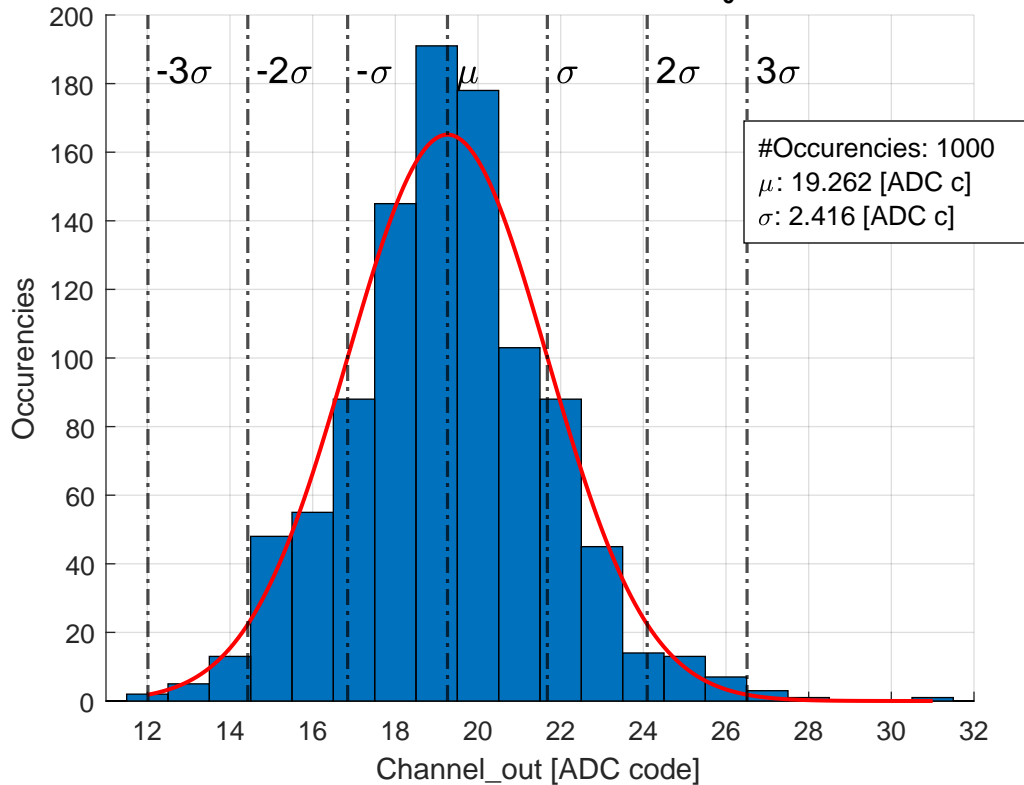 200
180
160
140
120
100
80
60
40
20
0
Occurencies
-3σ -2σ -σ μ σ 2σ 3σ
#Occurencies: 1000
μ: 19.262 [ADC c]
σ: 2.416 [ADC c]
12 14 16 18 20 22 24 26 28 30 32
Channel_out [ADC code]